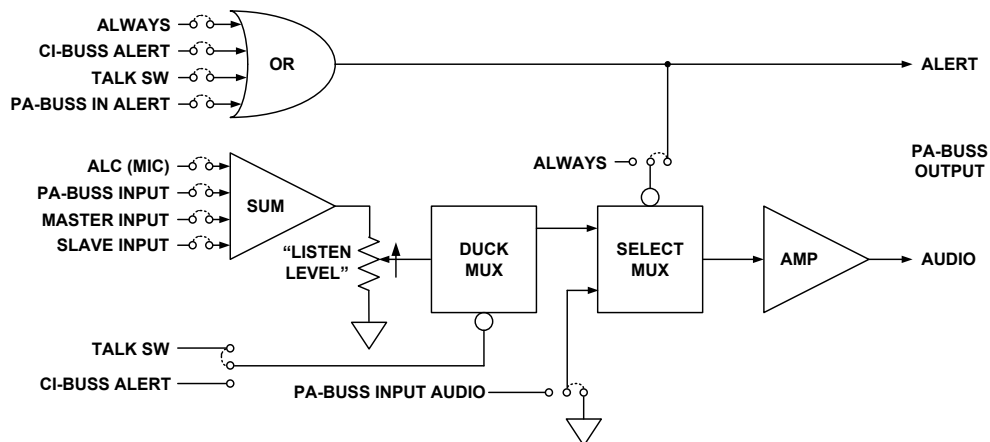 ALWAYS
CI-BUSS ALERT
TALK SW
PA-BUSS IN ALERT
OR
ALERT
ALC (MIC)
PA-BUSS INPUT
MASTER INPUT
SLAVE INPUT
SUM
“LISTEN
LEVEL”
DUCK
MUX
ALWAYS
SELECT
MUX
AMP
PA-BUSS
OUTPUT
AUDIO
TALK SW
CI-BUSS ALERT
PA-BUSS INPUT AUDIO